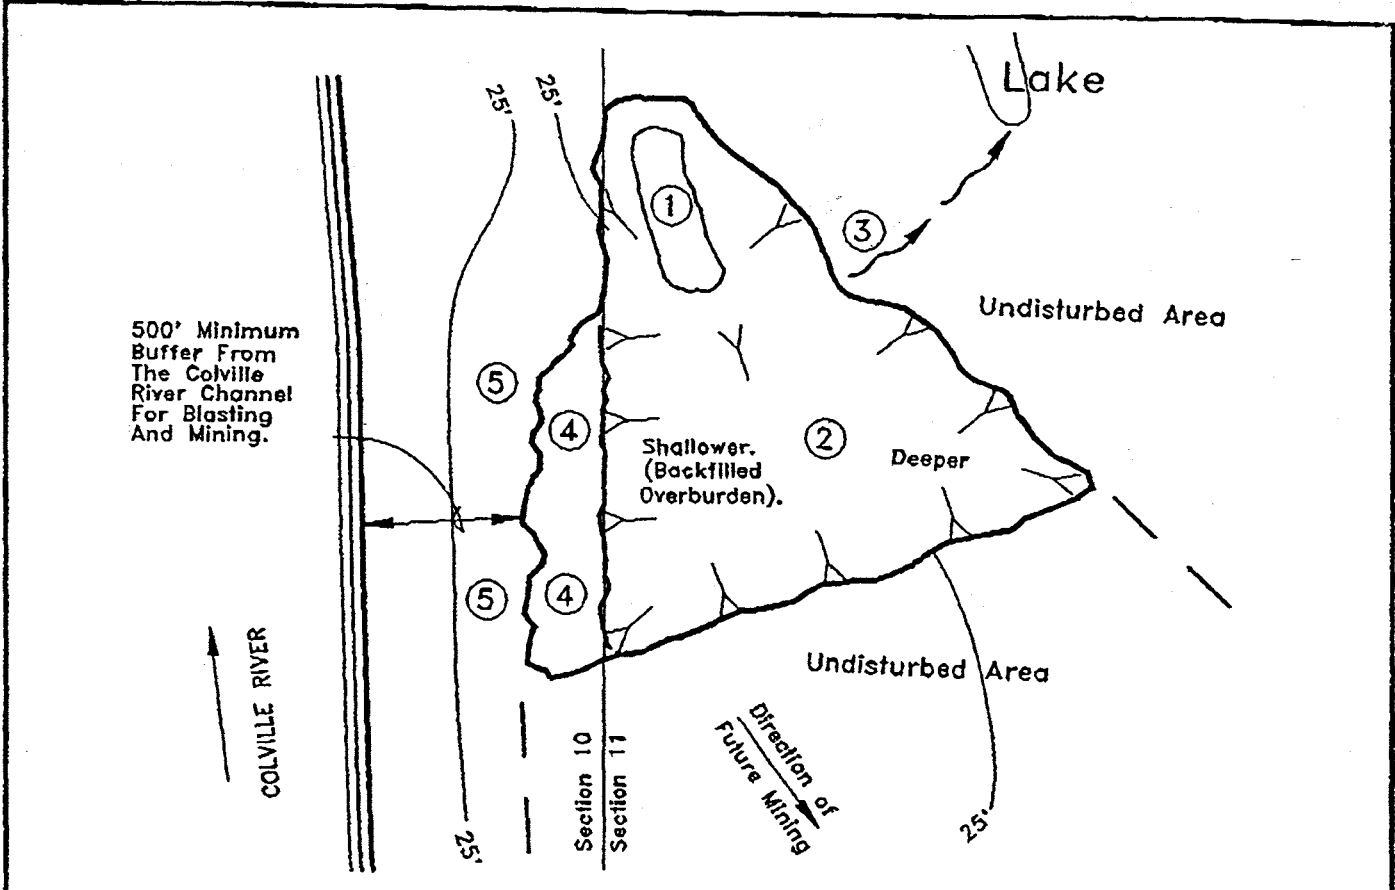 25'
25'
Lake
1
3
Undisturbed Area
500' Minimum
Buffer From
The Colville
River Channel
For Blasting
And Mining.
5
4
2
Shallower.
(Backfilled
Overburden).
Deeper
5
4
COLVILLE RIVER
Undisturbed Area
Section 10
Section 11
Direction of
Future Mining
25'
25'